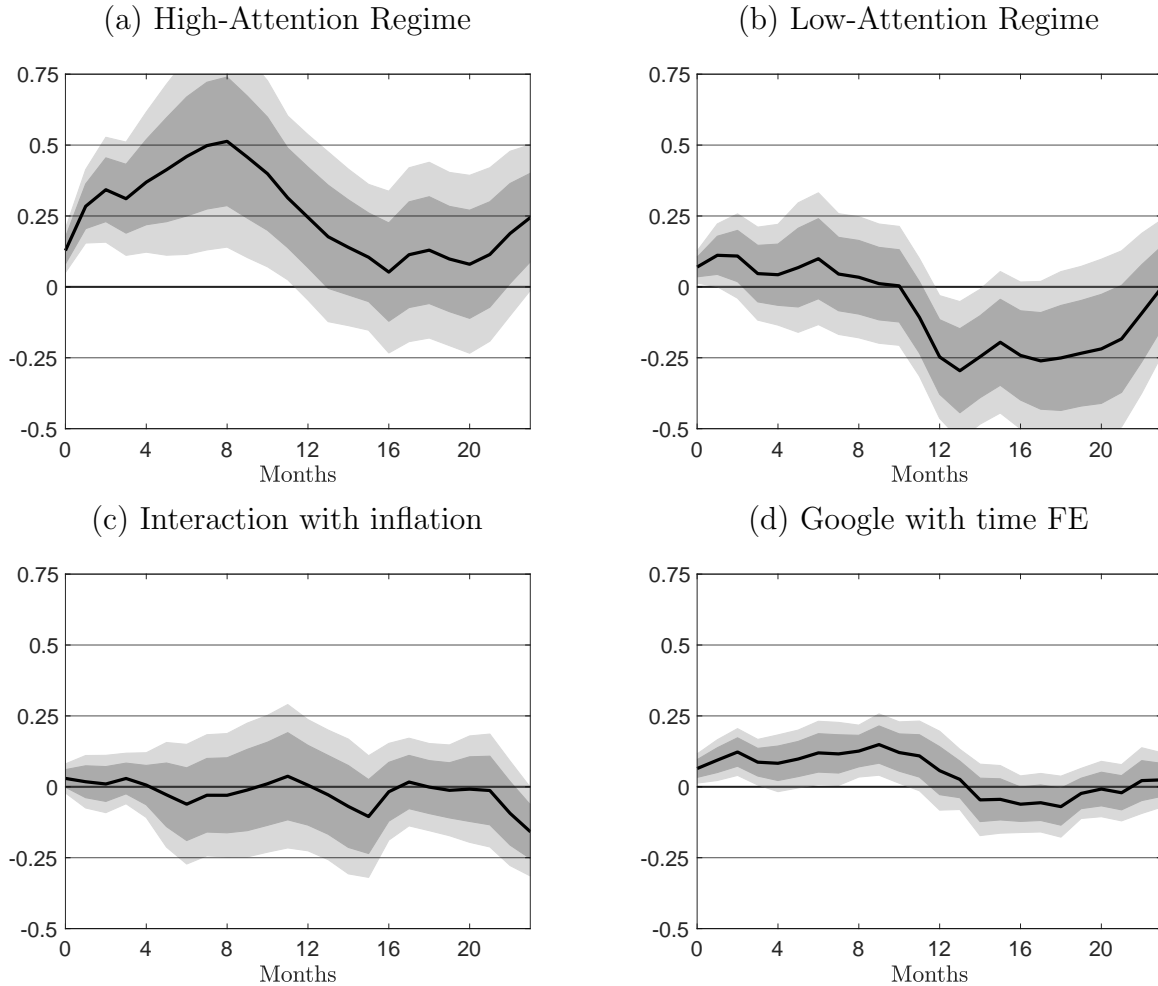 (a) High-Attention Regime
0.75
0.5
0.25
0
-0.25
-0.5
0 4 8 12 16 20
Months
(b) Low-Attention Regime
0.75
0.5
0.25
0
-0.25
-0.5
0 4 8 12 16 20
Months
(c) Interaction with inflation
0.75
0.5
0.25
0
-0.25
-0.5
0 4 8 12 16 20
Months
(d) Google with time FE
0.75
0.5
0.25
0
-0.25
-0.5
0 4 8 12 16 20
Months